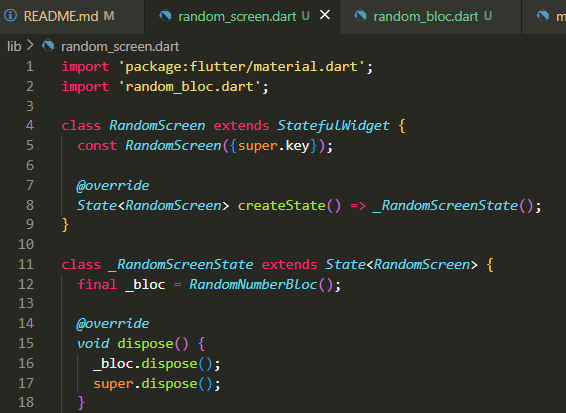 README.md M random_screen.dart U random_bloc.dart U m
lib > random_screen.dart
1 import 'package:flutter/material.dart';
2 import 'random_bloc.dart';
3
4 class RandomScreen extends StatefulWidget {
5 const RandomScreen({super.key});
6
7 @override
8 State<RandomScreen> createState() => _RandomScreenState();
9 }
10
11 class _RandomScreenState extends State<RandomScreen> {
12 final _bloc = RandomNumberBloc();
13
14 @override
15 void dispose() {
16 _bloc.dispose();
17 super.dispose();
18 }